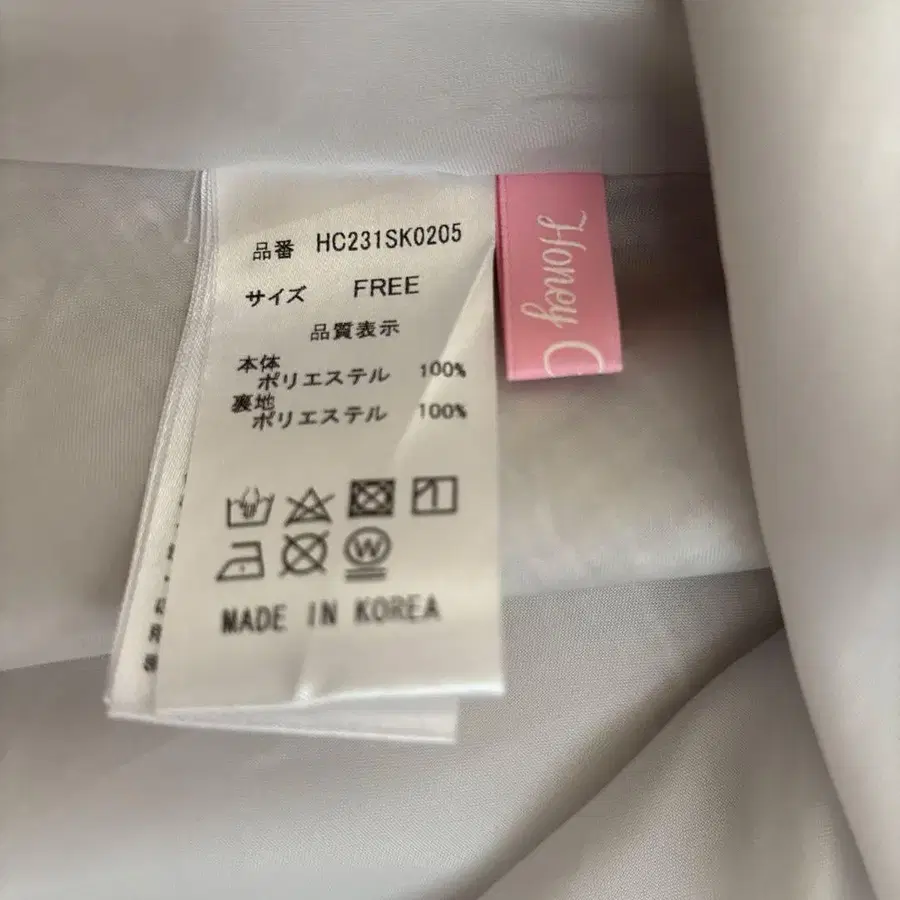 品番 HC231SK0205
サイズ FREE
品質表示
本体
ポリエステル 100%
裏地
ポリエステル 100%
W
MADE IN KOREA
Honey C